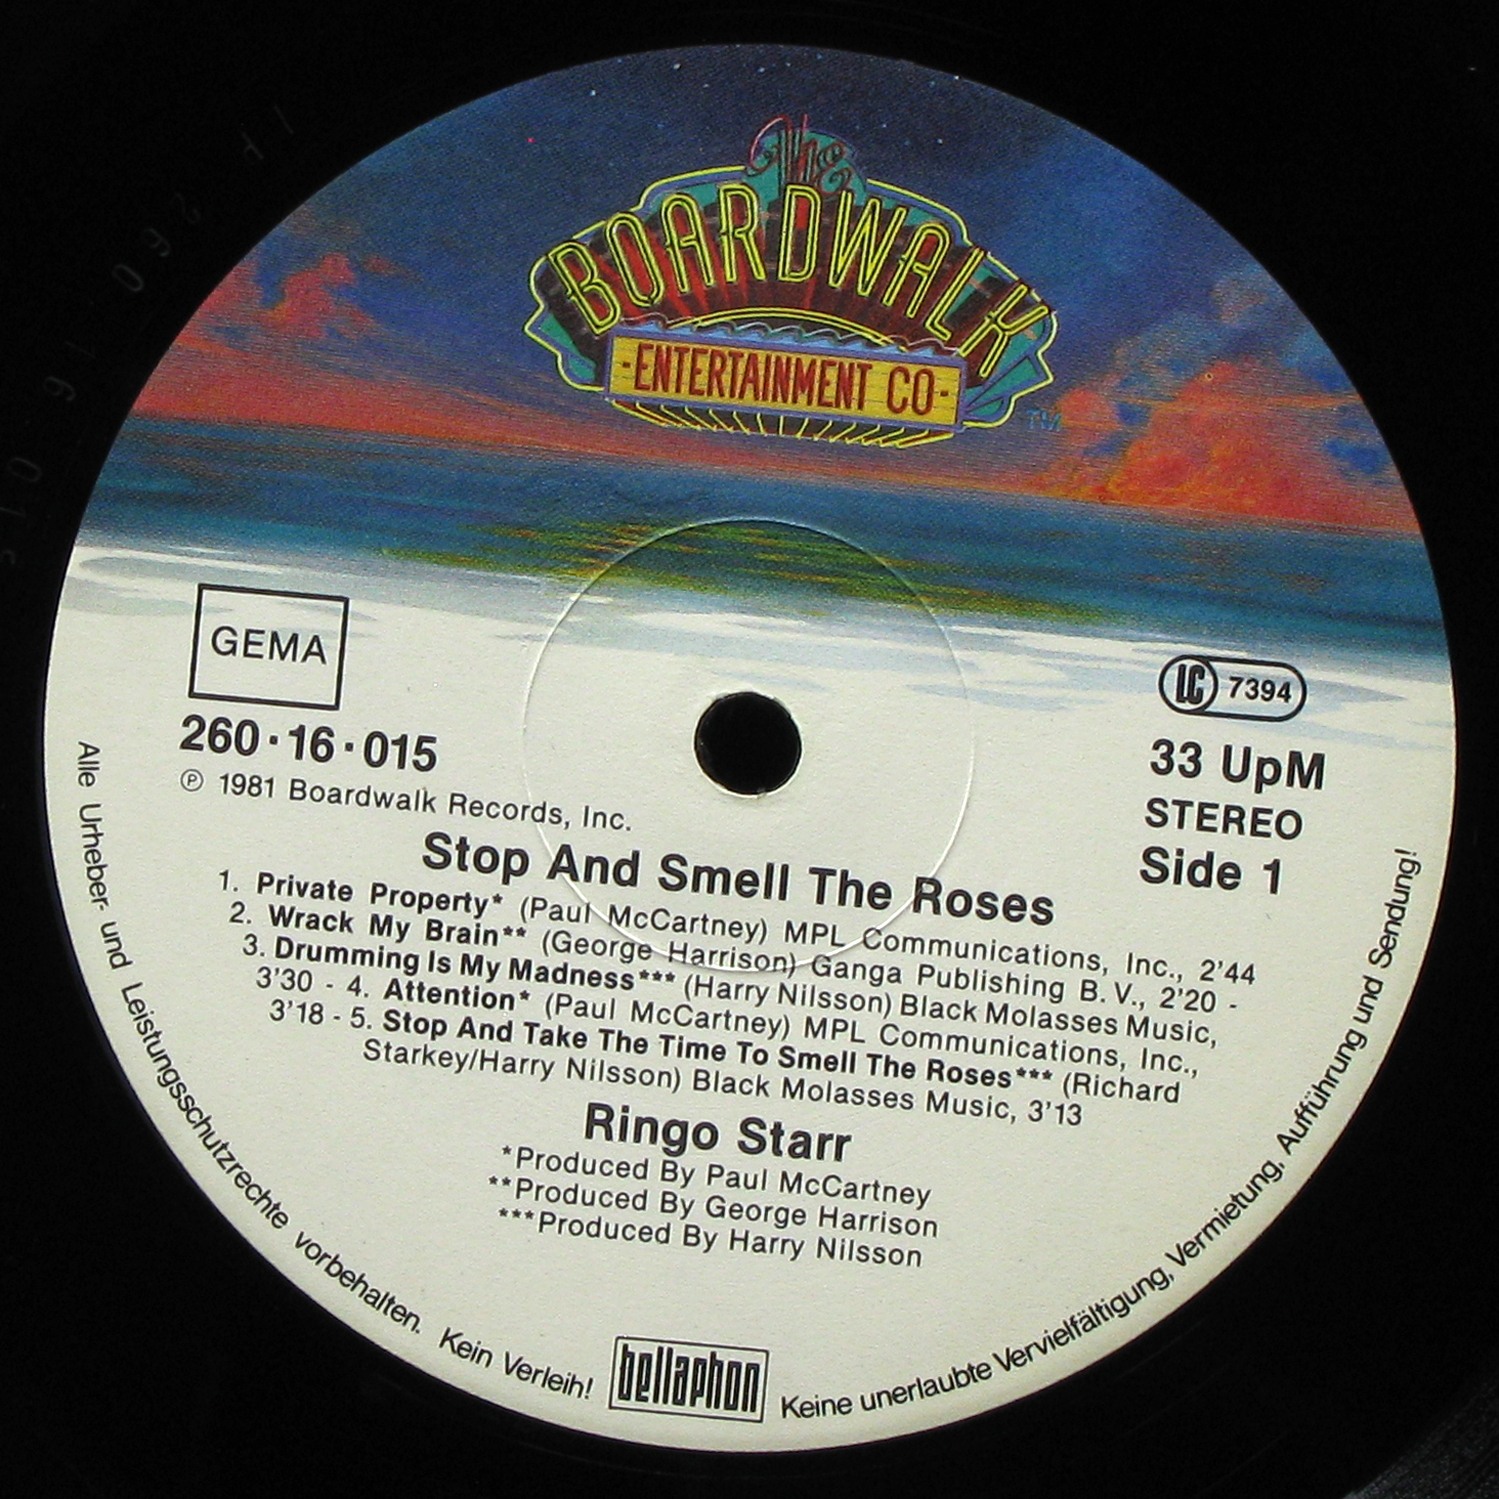 The
BOARDWALK
-ENTERTAINMENT CO-
TM
GEMA
LC 7394
260·16·015
33 UpM
℗ 1981 Boardwalk Records, Inc.
STEREO
Side 1
Stop And Smell The Roses
1. Private Property* (Paul McCartney) MPL Communications, Inc., 2'44
2. Wrack My Brain** (George Harrison) Ganga Publishing B.V., 2'20 -
3. Drumming Is My Madness*** (Harry Nilsson) Black Molasses Music,
3'30 - 4. Attention* (Paul McCartney) MPL Communications, Inc.,
3'18 - 5. Stop And Take The Time To Smell The Roses*** (Richard
Starkey/Harry Nilsson) Black Molasses Music, 3'13
Ringo Starr
*Produced By Paul McCartney
**Produced By George Harrison
***Produced By Harry Nilsson
Alle Urheber- und Leistungsschutzrechte vorbehalten. Kein Verleih!
bellaphon
Keine unerlaubte Vervielfältigung, Vermietung, Aufführung und Sendung!